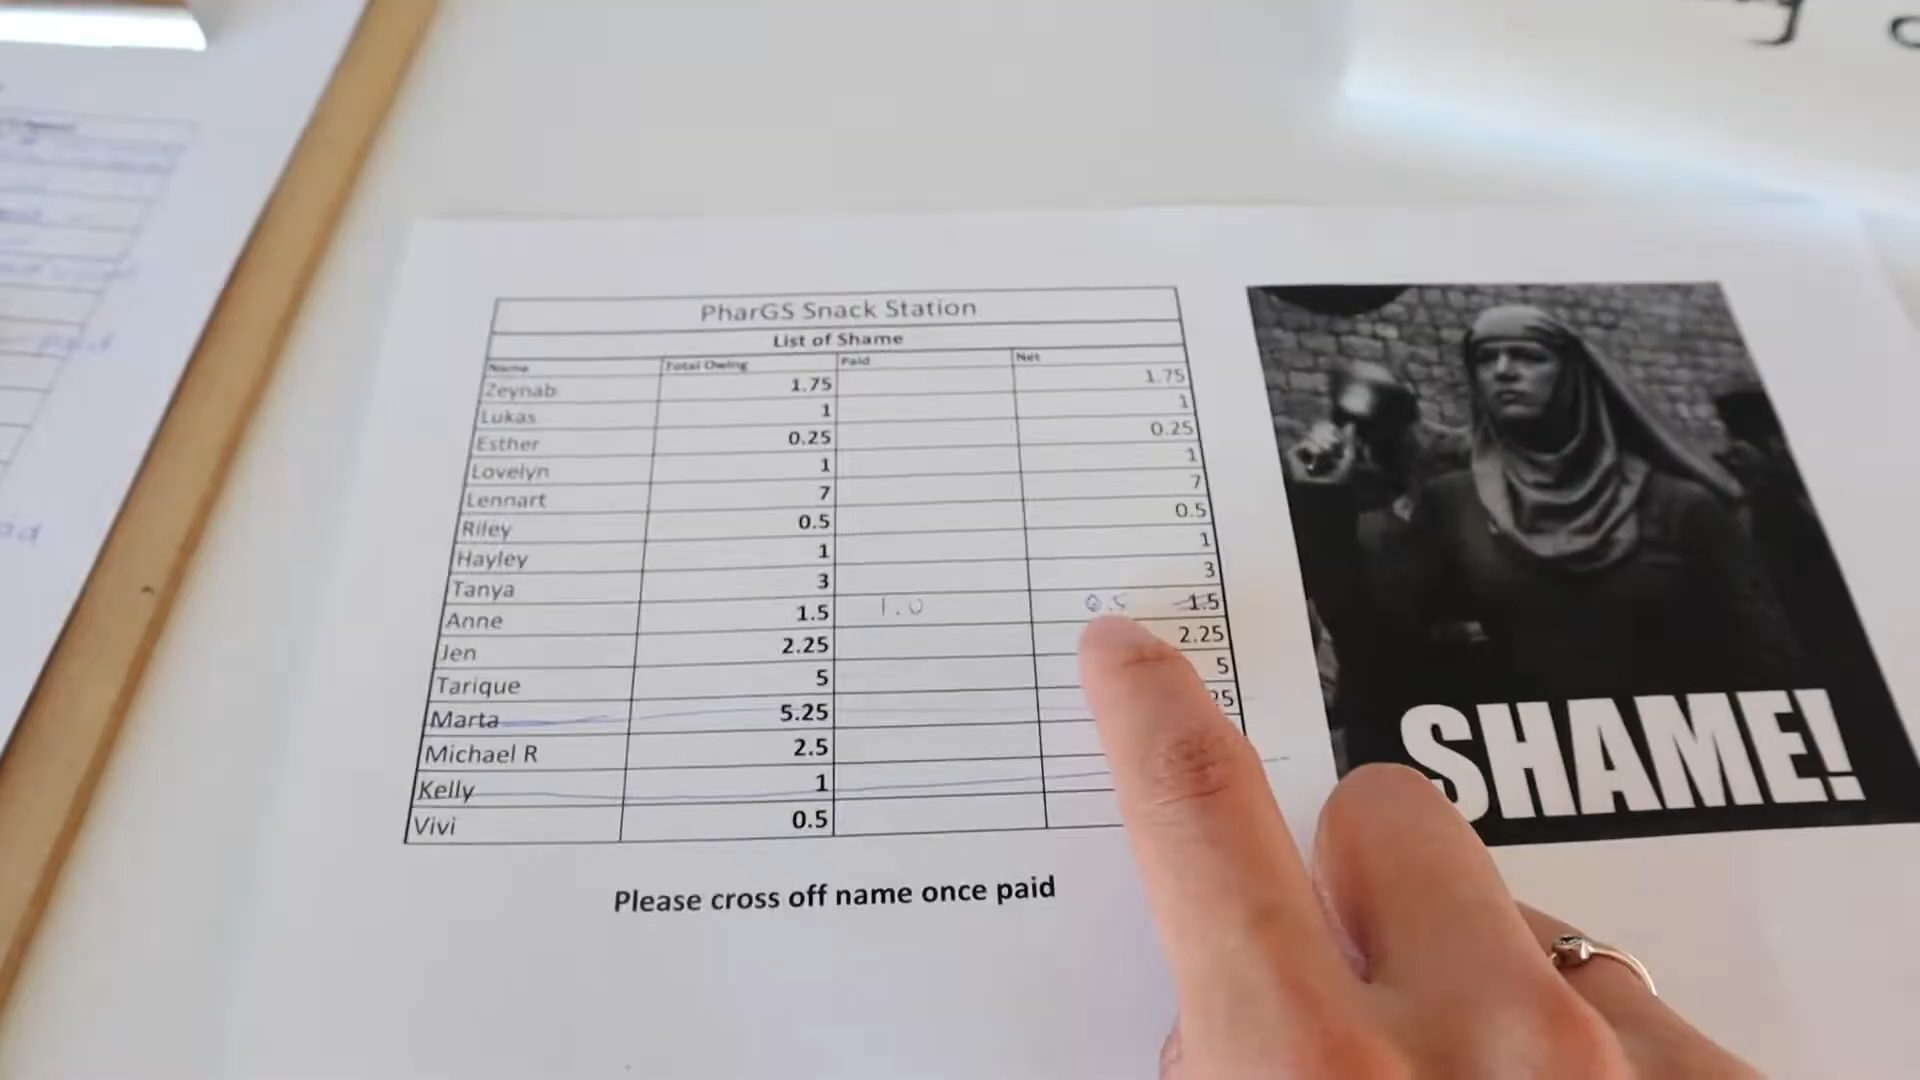 PharGS Snack Station
List of Shame
Name Total Owing Paid Net
Zeynab 1.75 1.75
Lukas 1 1
Esther 0.25 0.25
Lovelyn 1 1
Lennart 7 7
Riley 0.5 0.5
Hayley 1 1
Tanya 3 3
Anne 1.5 1.0 0.5 1.5
Jen 2.25 2.25
Tarique 5 5
Marta 5.25 25
Michael R 2.5
Kelly 1
Vivi 0.5
Please cross off name once paid
SHAME!